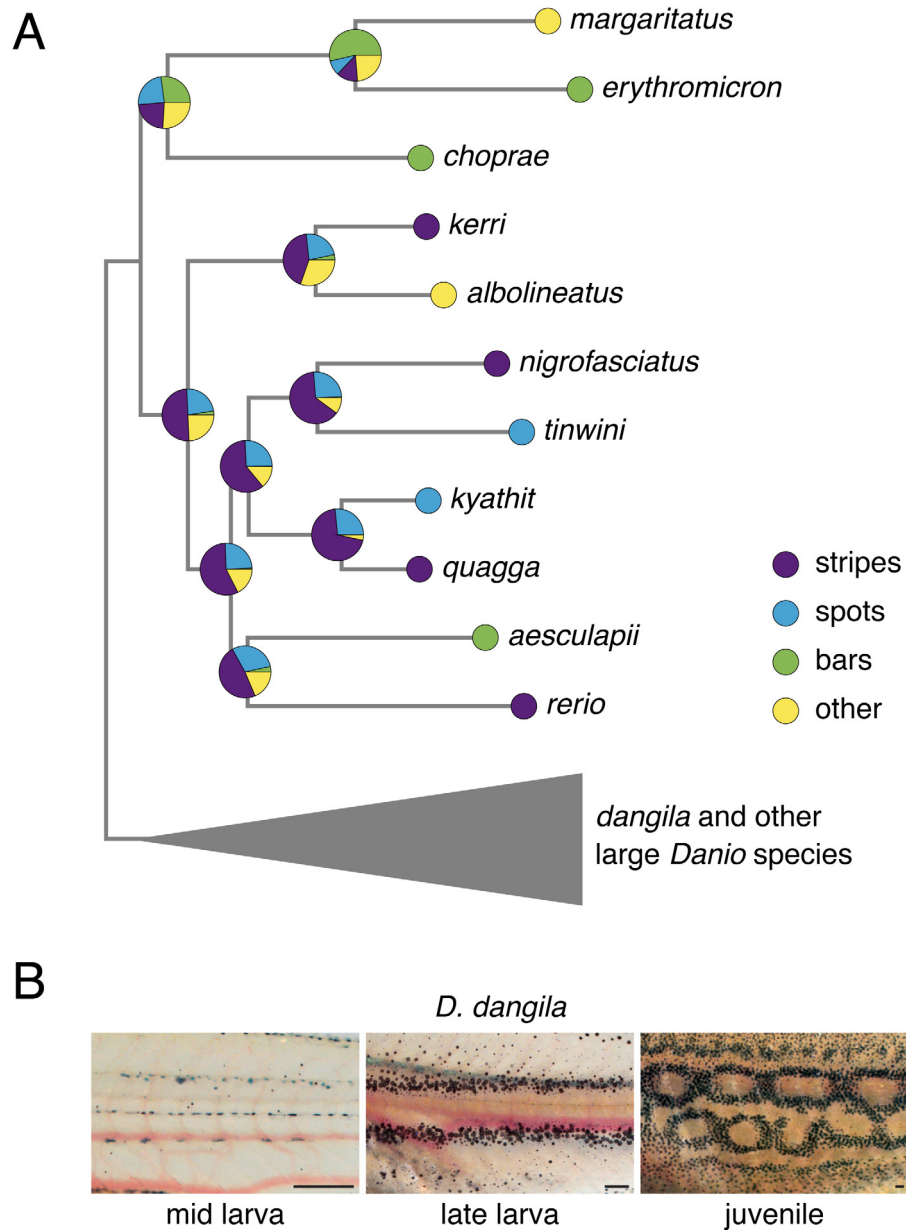 A
margaritatus
erythromicron
choprae
kerri
albolineatus
nigrofasciatus
tinwini
kyathit
quagga
aesculapii
rerio
stripes
spots
bars
other
dangila and other
large Danio species
B
D. dangila
mid larva
late larva
juvenile